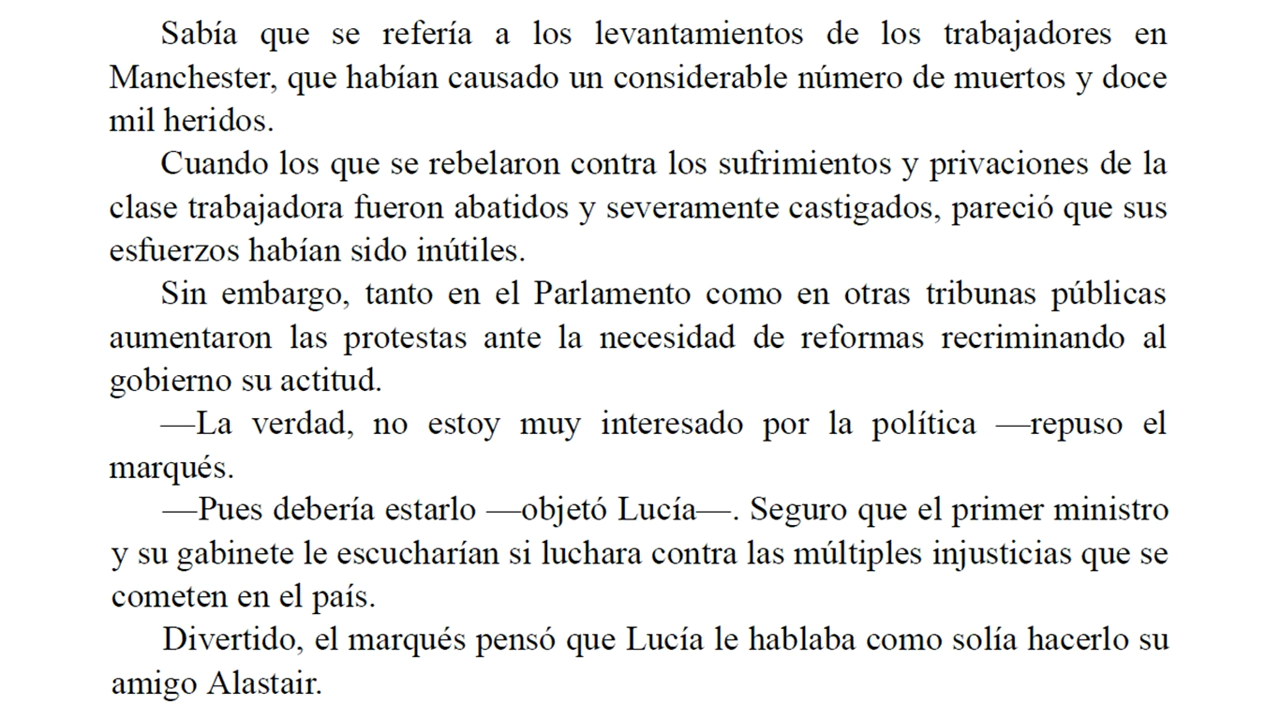 Sabía que se refería a los levantamientos de los trabajadores en
Manchester, que habían causado un considerable número de muertos y doce
mil heridos.
Cuando los que se rebelaron contra los sufrimientos y privaciones de la
clase trabajadora fueron abatidos y severamente castigados, pareció que sus
esfuerzos habían sido inútiles.
Sin embargo, tanto en el Parlamento como en otras tribunas públicas
aumentaron las protestas ante la necesidad de reformas recriminando al
gobierno su actitud.
—La verdad, no estoy muy interesado por la política —repuso el
marqués.
—Pues debería estarlo —objetó Lucía—. Seguro que el primer ministro
y su gabinete le escucharían si luchara contra las múltiples injusticias que se
cometen en el país.
Divertido, el marqués pensó que Lucía le hablaba como solía hacerlo su
amigo Alastair.